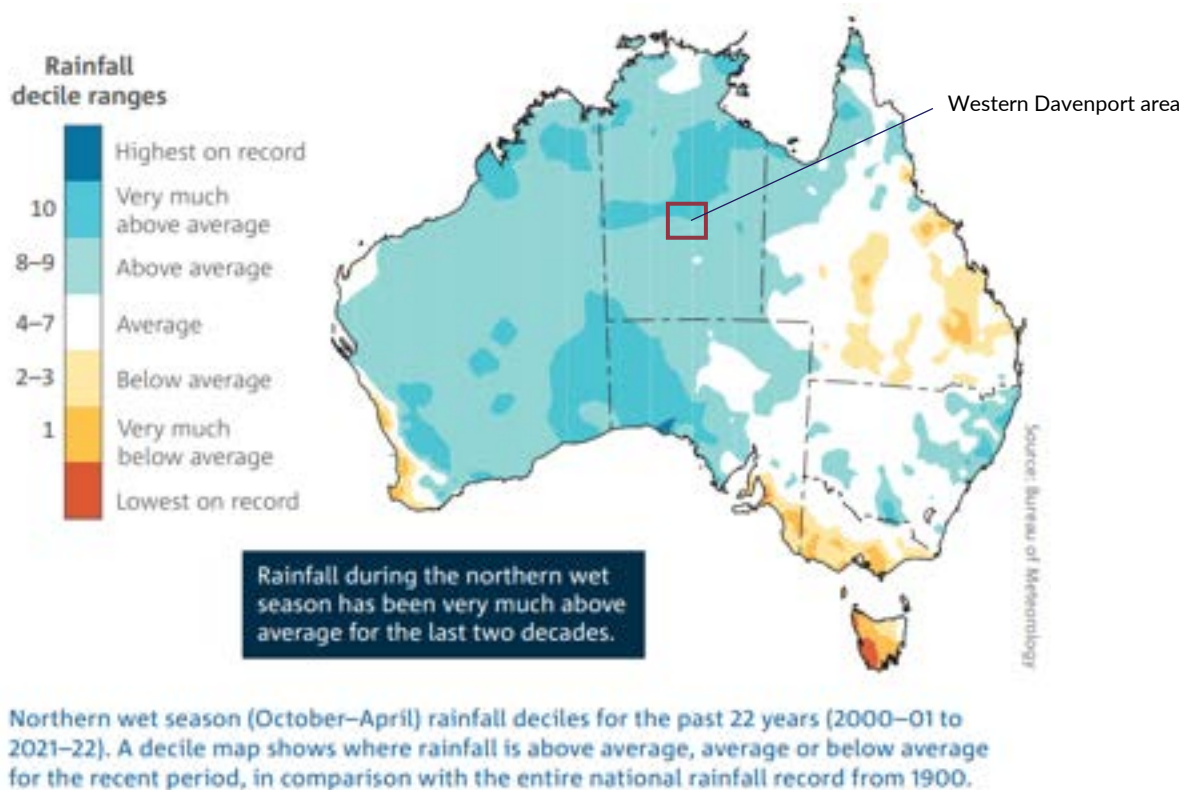 Rainfall
decile ranges
Highest on record
10
Very much
above average
8–9
Above average
4–7
Average
2–3
Below average
1
Very much
below average
Lowest on record
Western Davenport area
Source: Bureau of Meteorology
Rainfall during the northern wet
season has been very much above
average for the last two decades.
Northern wet season (October–April) rainfall deciles for the past 22 years (2000–01 to
2021–22). A decile map shows where rainfall is above average, average or below average
for the recent period, in comparison with the entire national rainfall record from 1900.